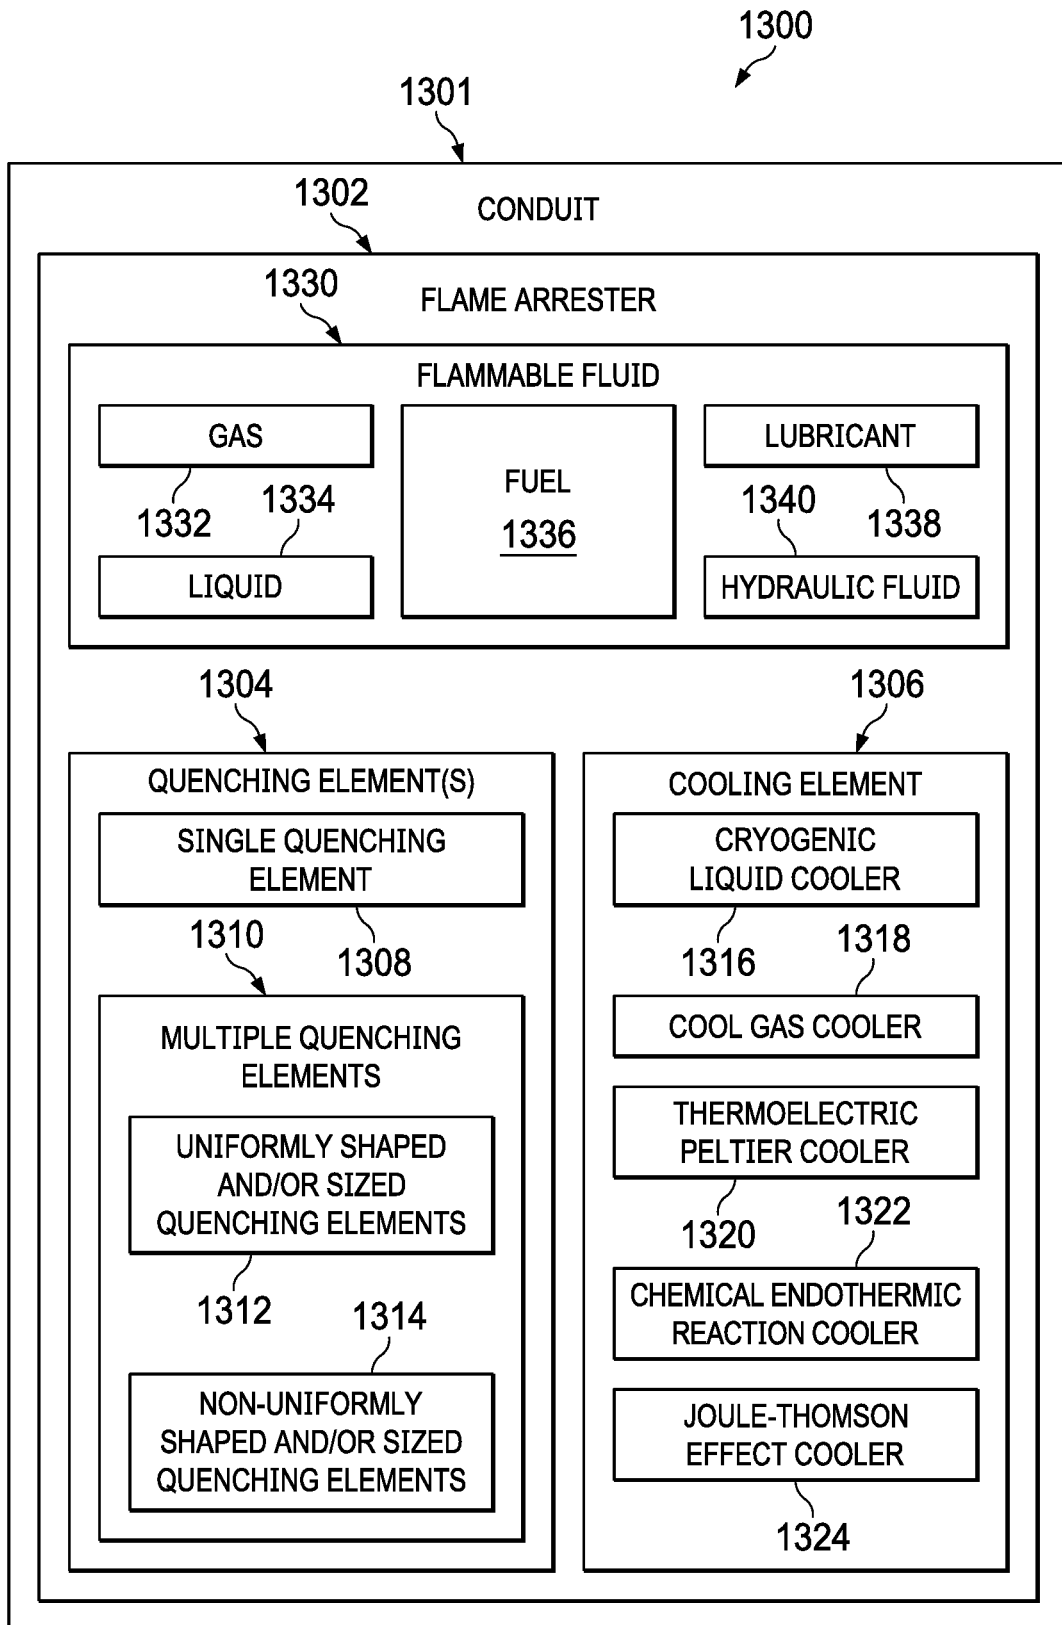 1300
1301
CONDUIT
1302
FLAME ARRESTER
1330
FLAMMABLE FLUID
GAS
1332
1334
LIQUID
FUEL
1336
LUBRICANT
1338
1340
HYDRAULIC FLUID
1304
QUENCHING ELEMENT(S)
SINGLE QUENCHING
ELEMENT
1308
1310
MULTIPLE QUENCHING
ELEMENTS
UNIFORMLY SHAPED
AND/OR SIZED
QUENCHING ELEMENTS
1312
1314
NON-UNIFORMLY
SHAPED AND/OR SIZED
QUENCHING ELEMENTS
1306
COOLING ELEMENT
CRYOGENIC
LIQUID COOLER
1316
1318
COOL GAS COOLER
THERMOELECTRIC
PELTIER COOLER
1320
1322
CHEMICAL ENDOTHERMIC
REACTION COOLER
JOULE-THOMSON
EFFECT COOLER
1324